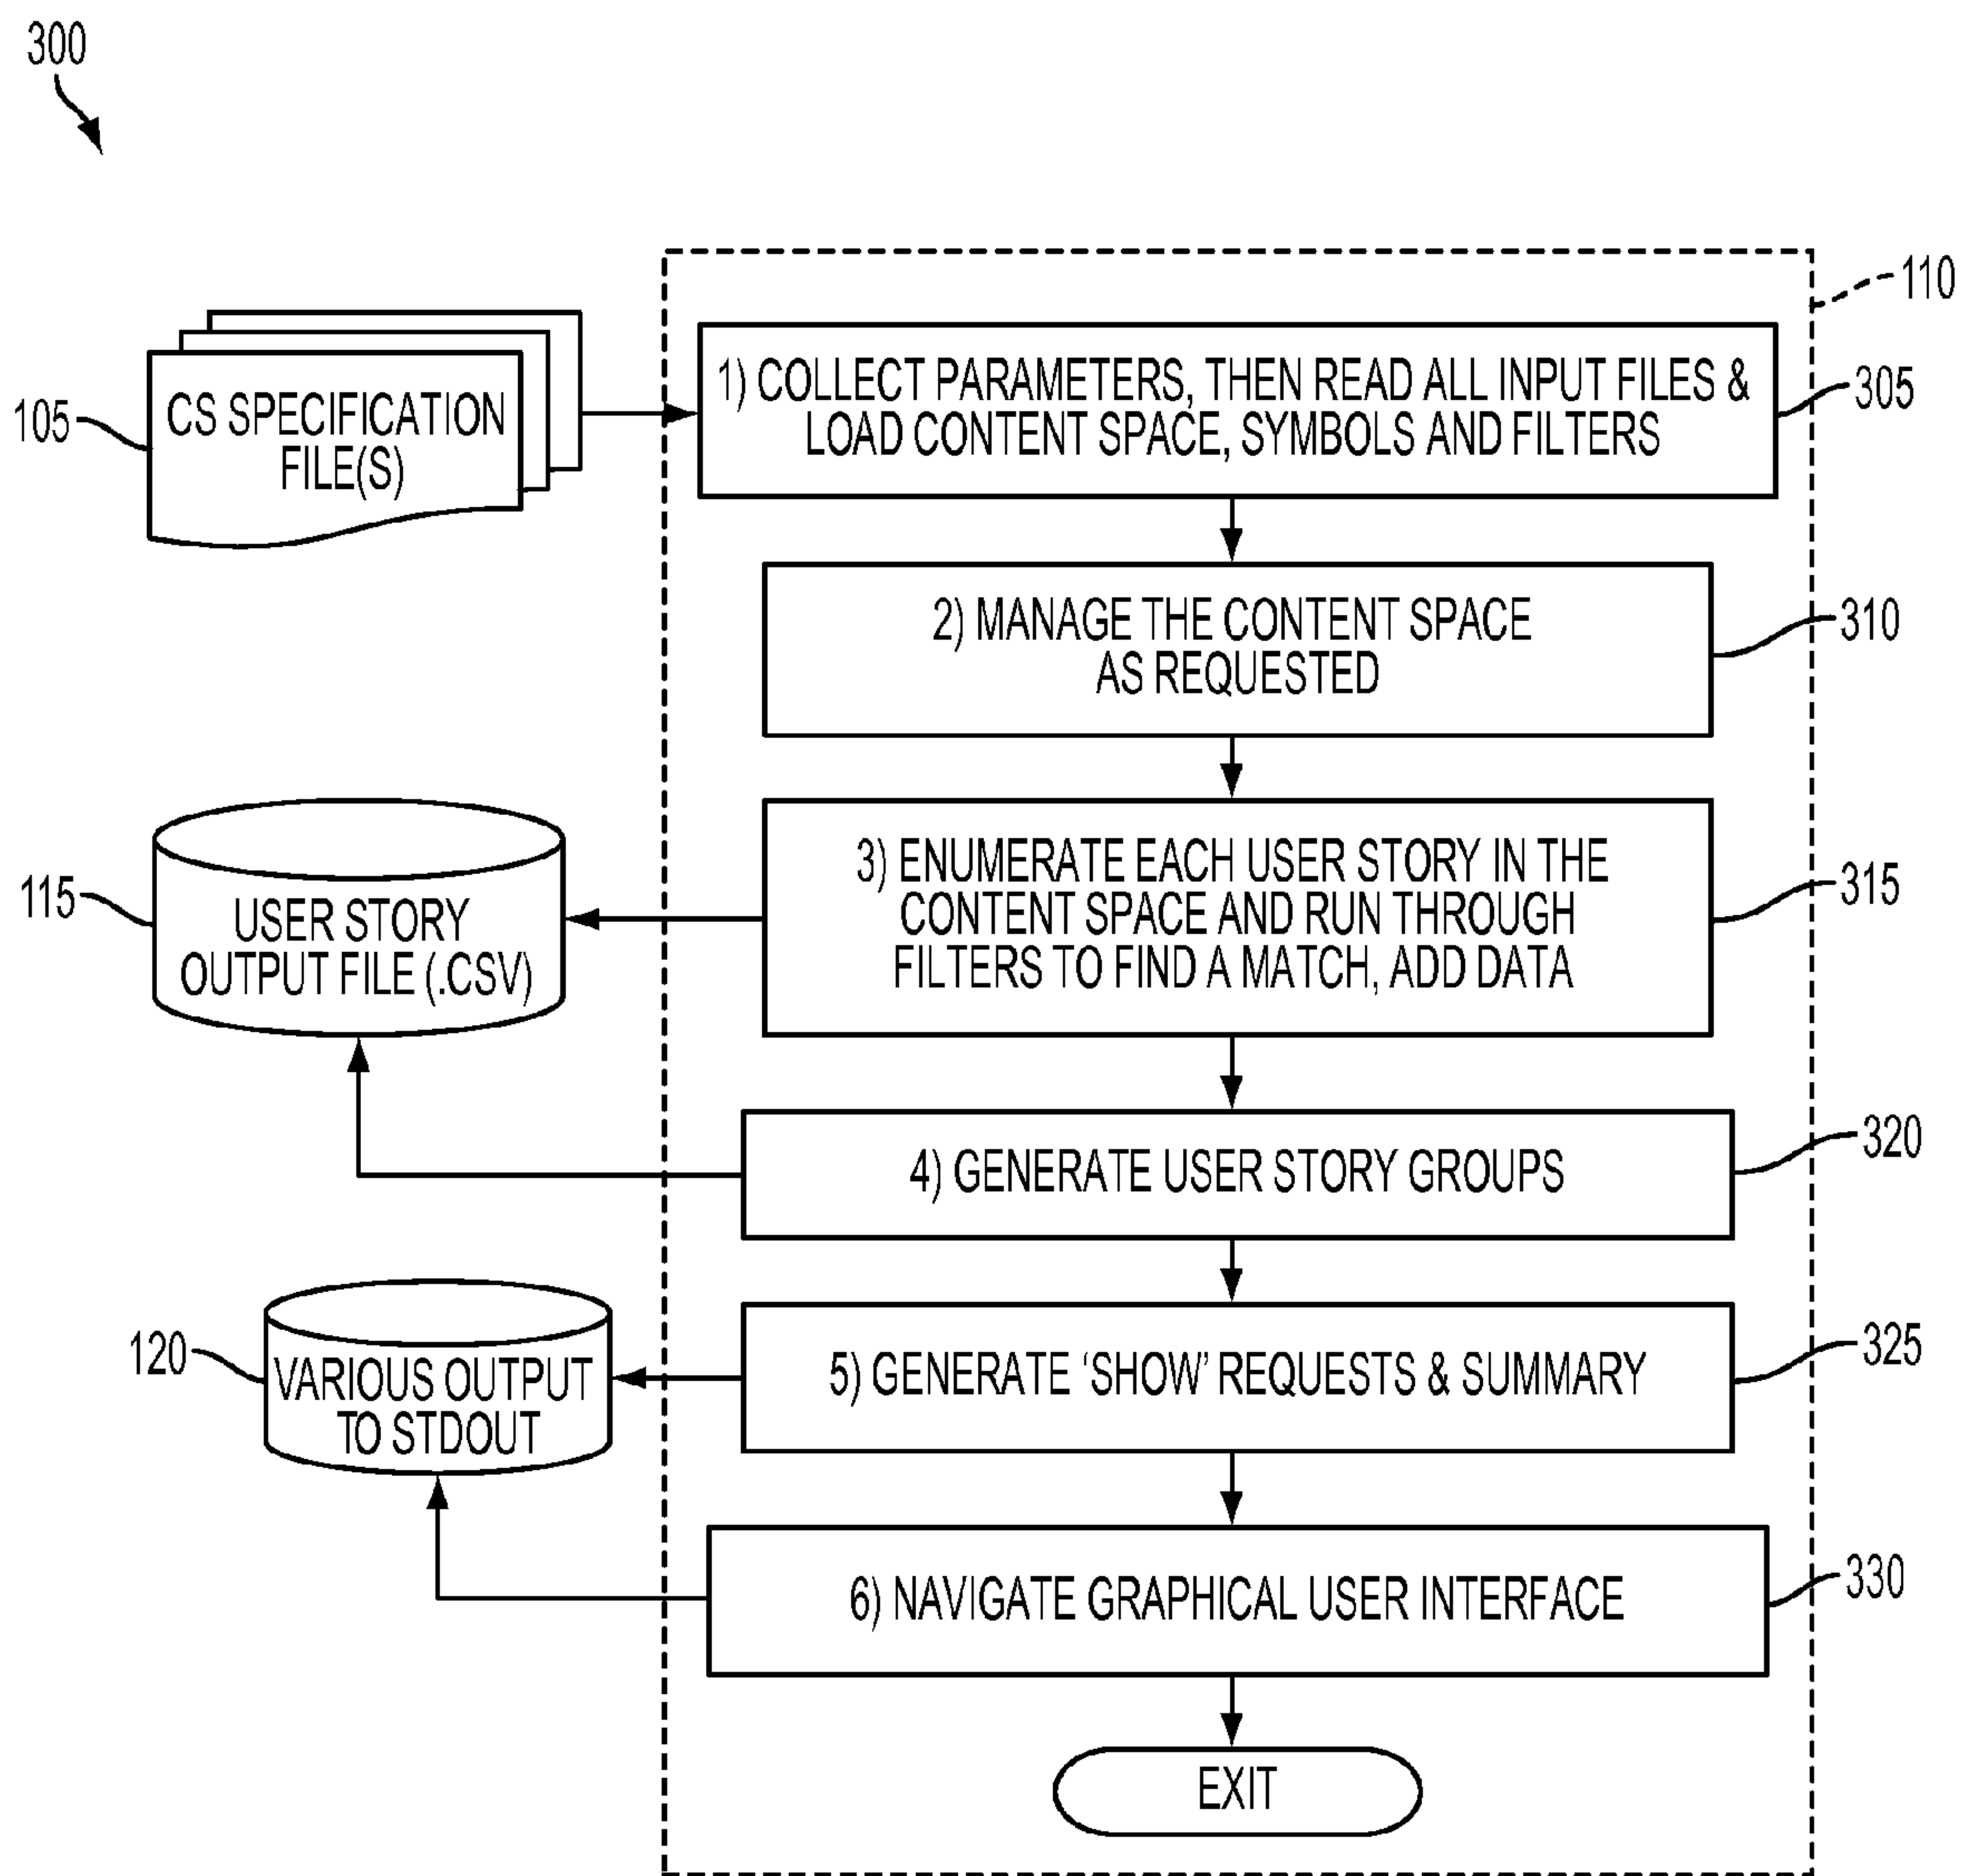 300
110
105
CS SPECIFICATION
FILE(S)
1) COLLECT PARAMETERS, THEN READ ALL INPUT FILES &
LOAD CONTENT SPACE, SYMBOLS AND FILTERS
305
2) MANAGE THE CONTENT SPACE
AS REQUESTED
310
115
USER STORY
OUTPUT FILE (.CSV)
3) ENUMERATE EACH USER STORY IN THE
CONTENT SPACE AND RUN THROUGH
FILTERS TO FIND A MATCH, ADD DATA
315
4) GENERATE USER STORY GROUPS
320
120
VARIOUS OUTPUT
TO STDOUT
5) GENERATE ‘SHOW’ REQUESTS & SUMMARY
325
6) NAVIGATE GRAPHICAL USER INTERFACE
330
EXIT